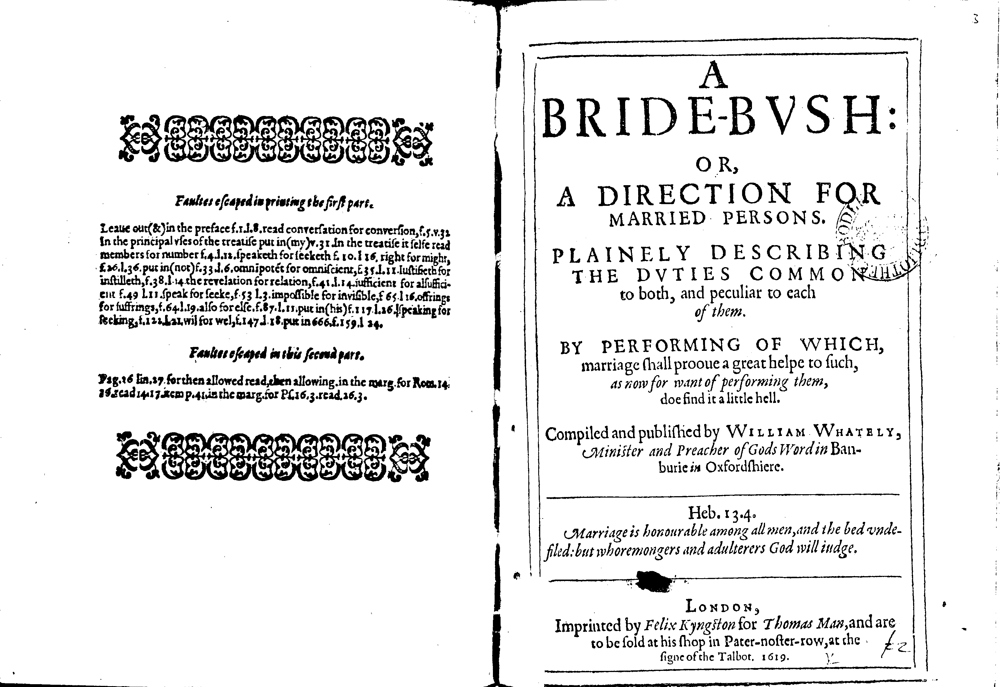 Faultes eſcaped in printing the firſt part.
Leaue out(&)in the preface f.1.l.8.read converſation for converſion,f.5.v.32
In the principal vſes of the treatiſe put in(my)v.31.In the treatiſe it ſelfe read
members for number f.4.l.12.ſpeaketh for ſeeketh f. 10.l 16. right for might,
f.26.l.36.put in(not)f.33.l.6.omnipotẽt for omniſcient,f.35.l.11.Iuſtifieth for
inſtilleth,f.38.l.14.the revelation for relation,f.41.l.14.ſufficient for alſuffici-
ent f.49 l.11.ſpeak for ſeeke,f.53 l.3.impoſſible for inviſible,f 65.l 16.offrings
for ſuffrings,f.64.l.19.alſo for elſe.f.87.l.11.put in(his)f.117.l.26.ſpeaking for
ſeeking,f.122.l.21.wil for wel,f.147.l.18.put in 666.f.159.l 24.
Faultes eſcaped in this ſecond part.
Pag.26 lin.27.for then allowed read,then allowing.in the marg.for Rom.14.
read 14.17.Item p.41.in the marg.for Pſ.16.3.read.26.3.
3
A
BRIDE-BVSH:
OR,
A DIRECTION FOR
MARRIED PERSONS.
PLAINELY DESCRIBING
THE DVTIES COMMON
to both, and peculiar to each
of them.
BY PERFORMING OF WHICH,
marriage ſhall prooue a great helpe to ſuch,
as now for want of performing them,
doe find it a little hell.
Compiled and publiſhed by WILLIAM WHATELY,
Miniſter and Preacher of Gods Word in Ban-
burie in Oxfordſhiere.
Heb. 13.4.
Marriage is honourable among all men,and the bed vnde-
filed:but whoremongers and adulterers God will iudge.
LONDON,
Imprinted by Felix Kyngſton for Thomas Man,and are
to be ſold at his ſhop in Pater-noſter-row,at the
ſigne of the Talbot. 1619.